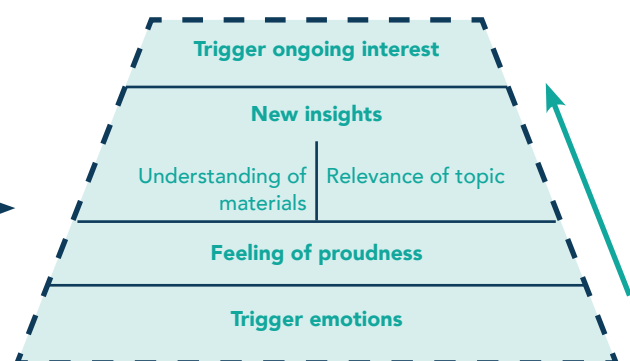 Trigger ongoing interest
New insights
Understanding of
materials
Relevance of topic
Feeling of proudness
Trigger emotions